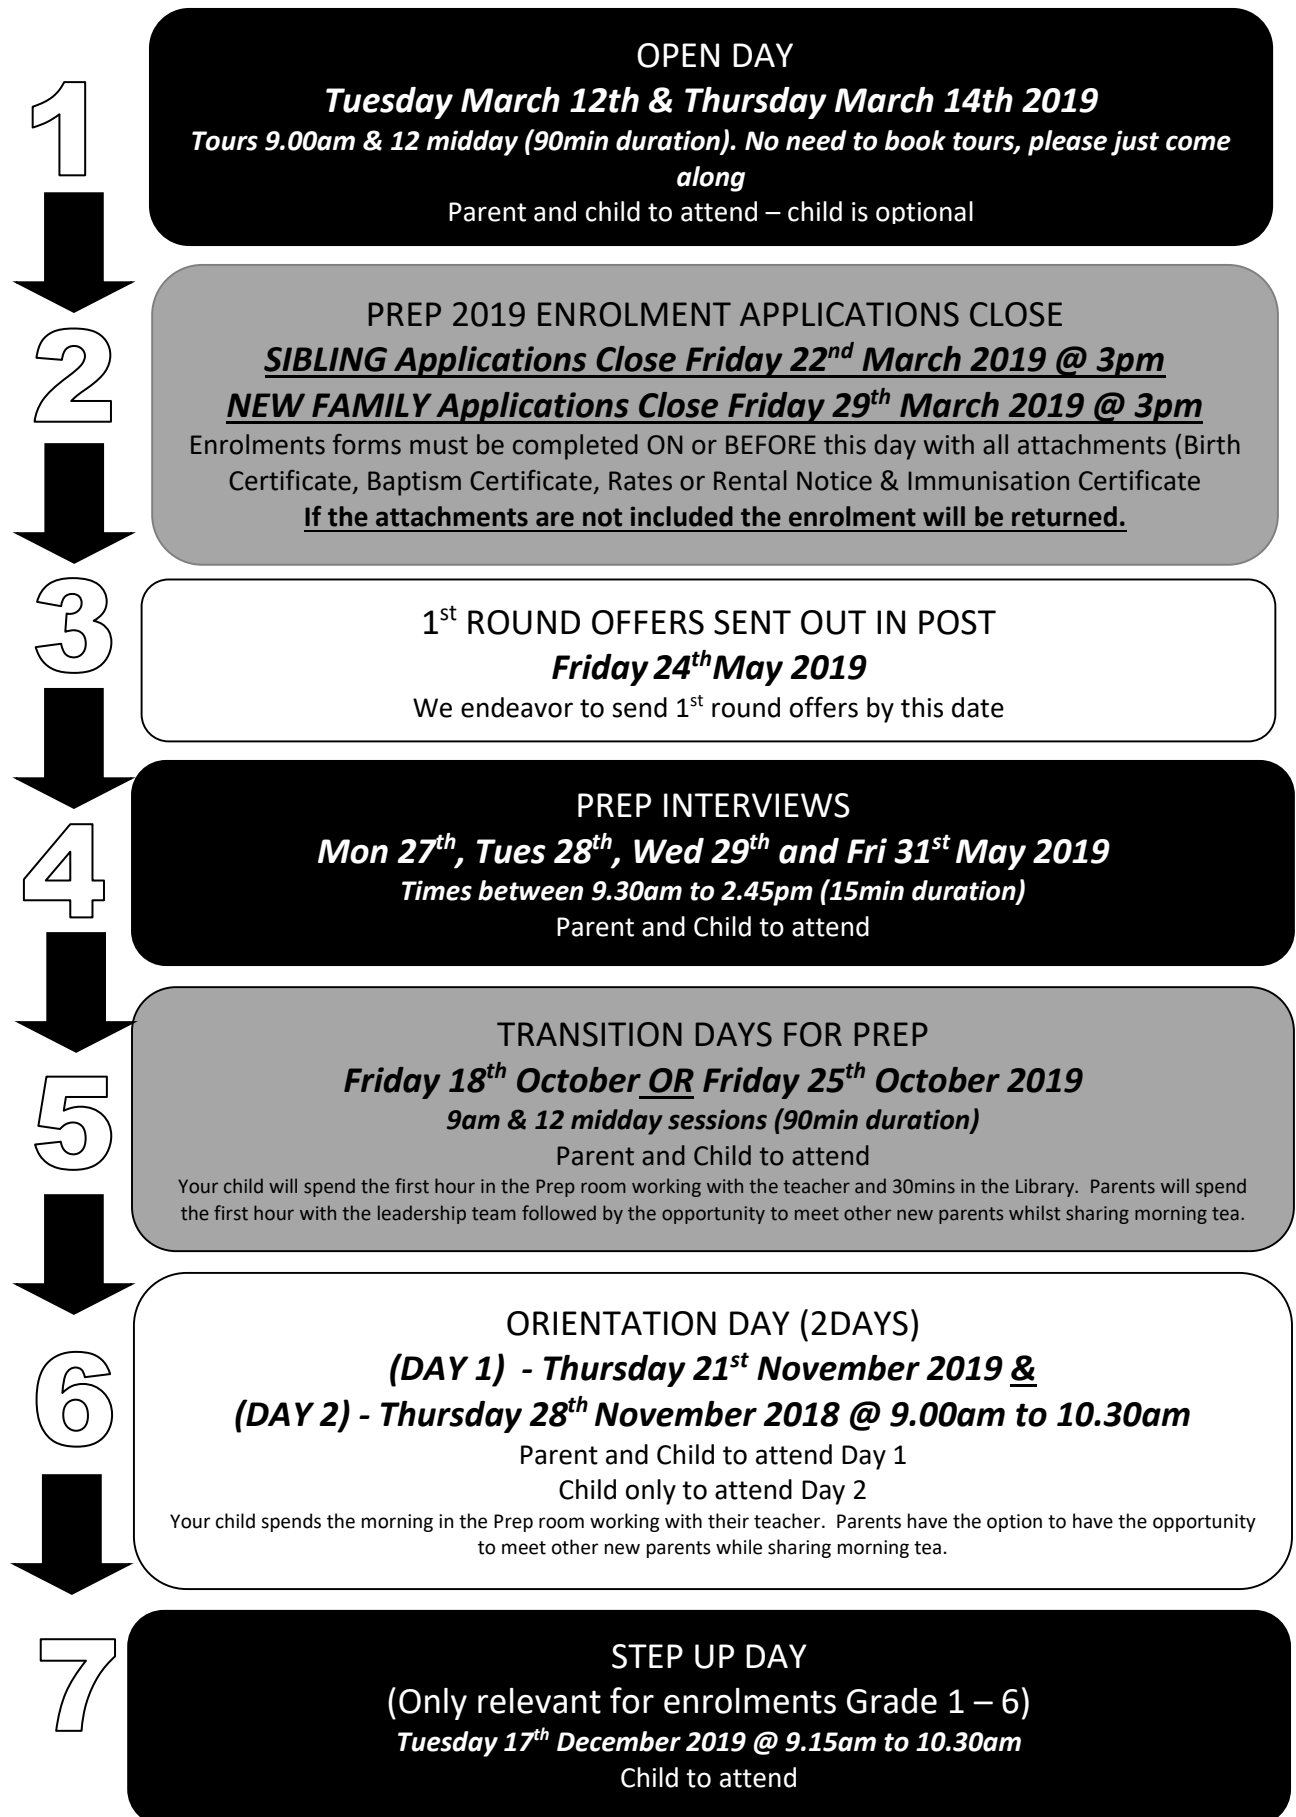 1
OPEN DAY
Tuesday March 12th & Thursday March 14th 2019
Tours 9.00am & 12 midday (90min duration). No need to book tours, please just come
along
Parent and child to attend – child is optional
2
PREP 2019 ENROLMENT APPLICATIONS CLOSE
SIBLING Applications Close Friday 22nd March 2019 @ 3pm
NEW FAMILY Applications Close Friday 29th March 2019 @ 3pm
Enrolments forms must be completed ON or BEFORE this day with all attachments (Birth
Certificate, Baptism Certificate, Rates or Rental Notice & Immunisation Certificate
If the attachments are not included the enrolment will be returned.
3
1st ROUND OFFERS SENT OUT IN POST
Friday 24thMay 2019
We endeavor to send 1st round offers by this date
4
PREP INTERVIEWS
Mon 27th, Tues 28th, Wed 29th and Fri 31st May 2019
Times between 9.30am to 2.45pm (15min duration)
Parent and Child to attend
5
TRANSITION DAYS FOR PREP
Friday 18th October OR Friday 25th October 2019
9am & 12 midday sessions (90min duration)
Parent and Child to attend
Your child will spend the first hour in the Prep room working with the teacher and 30mins in the Library.  Parents will spend
the first hour with the leadership team followed by the opportunity to meet other new parents whilst sharing morning tea.
6
ORIENTATION DAY (2DAYS)
(DAY 1)  - Thursday 21st November 2019 &
(DAY 2) - Thursday 28th November 2018 @ 9.00am to 10.30am
Parent and Child to attend Day 1
Child only to attend Day 2
Your child spends the morning in the Prep room working with their teacher.  Parents have the option to have the opportunity
to meet other new parents while sharing morning tea.
7
STEP UP DAY
(Only relevant for enrolments Grade 1 – 6)
Tuesday 17th December 2019 @ 9.15am to 10.30am
Child to attend